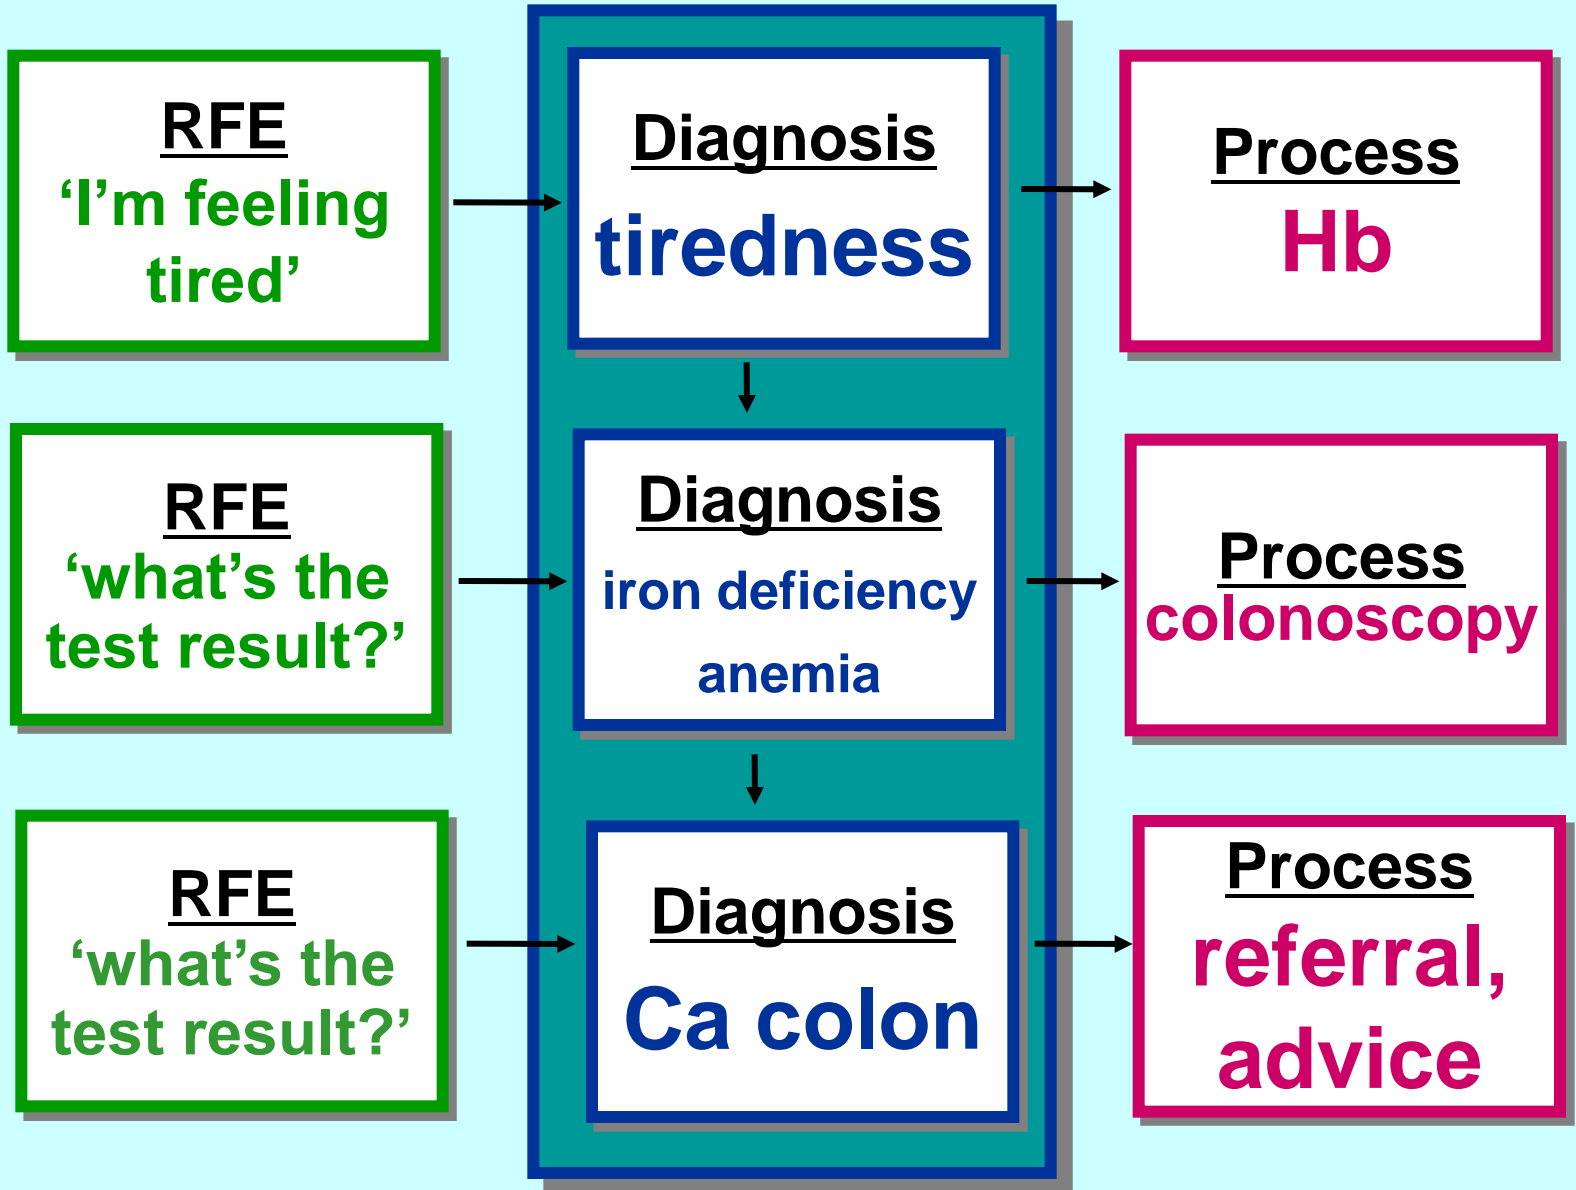 RFE
‘I’m feeling
tired’
Diagnosis
tiredness
Process
Hb
RFE
‘what’s the
test result?’
Diagnosis
iron deficiency
anemia
Process
colonoscopy
RFE
‘what’s the
test result?’
Diagnosis
Ca colon
Process
referral,
advice